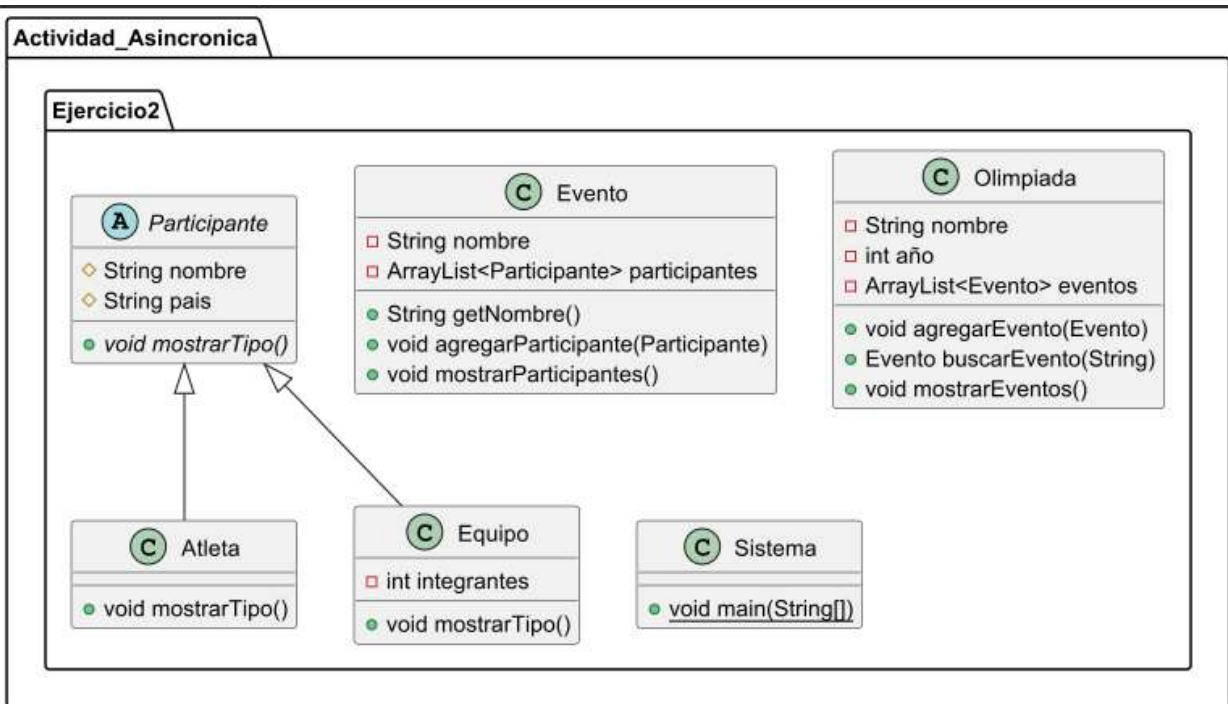 Actividad_Asincronica
Ejercicio2
A Participante
String nombre
String pais
void mostrarTipo()
C Evento
String nombre
ArrayList<Participante> participantes
String getNombre()
void agregarParticipante(Participante)
void mostrarParticipantes()
C Olimpiada
String nombre
int año
ArrayList<Evento> eventos
void agregarEvento(Evento)
Evento buscarEvento(String)
void mostrarEventos()
C Atleta
void mostrarTipo()
C Equipo
int integrantes
void mostrarTipo()
C Sistema
void main(String[])